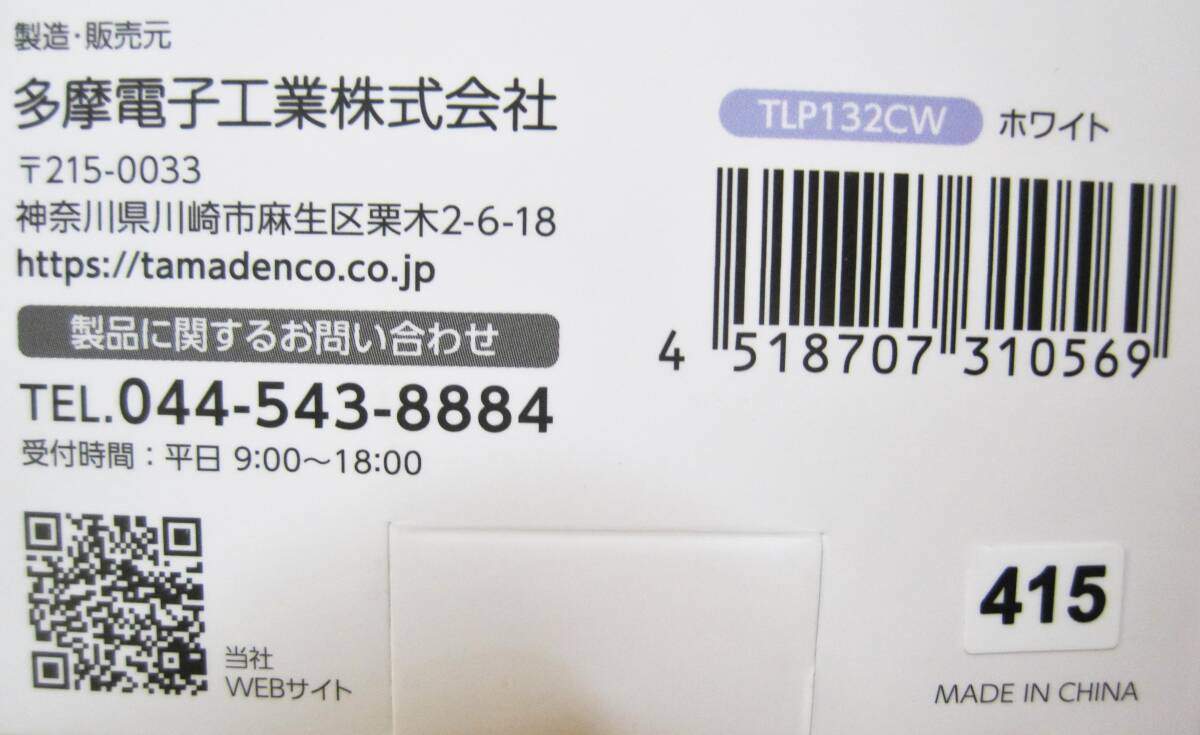 製造・販売元
多摩電子工業株式会社
〒215-0033
神奈川県川崎市麻生区栗木2-6-18
https://tamadenco.co.jp
製品に関するお問い合わせ
TEL.044-543-8884
受付時間：平日 9:00～18:00
当社
WEBサイト
TLP132CW ホワイト
4 518707 310569
415
MADE IN CHINA